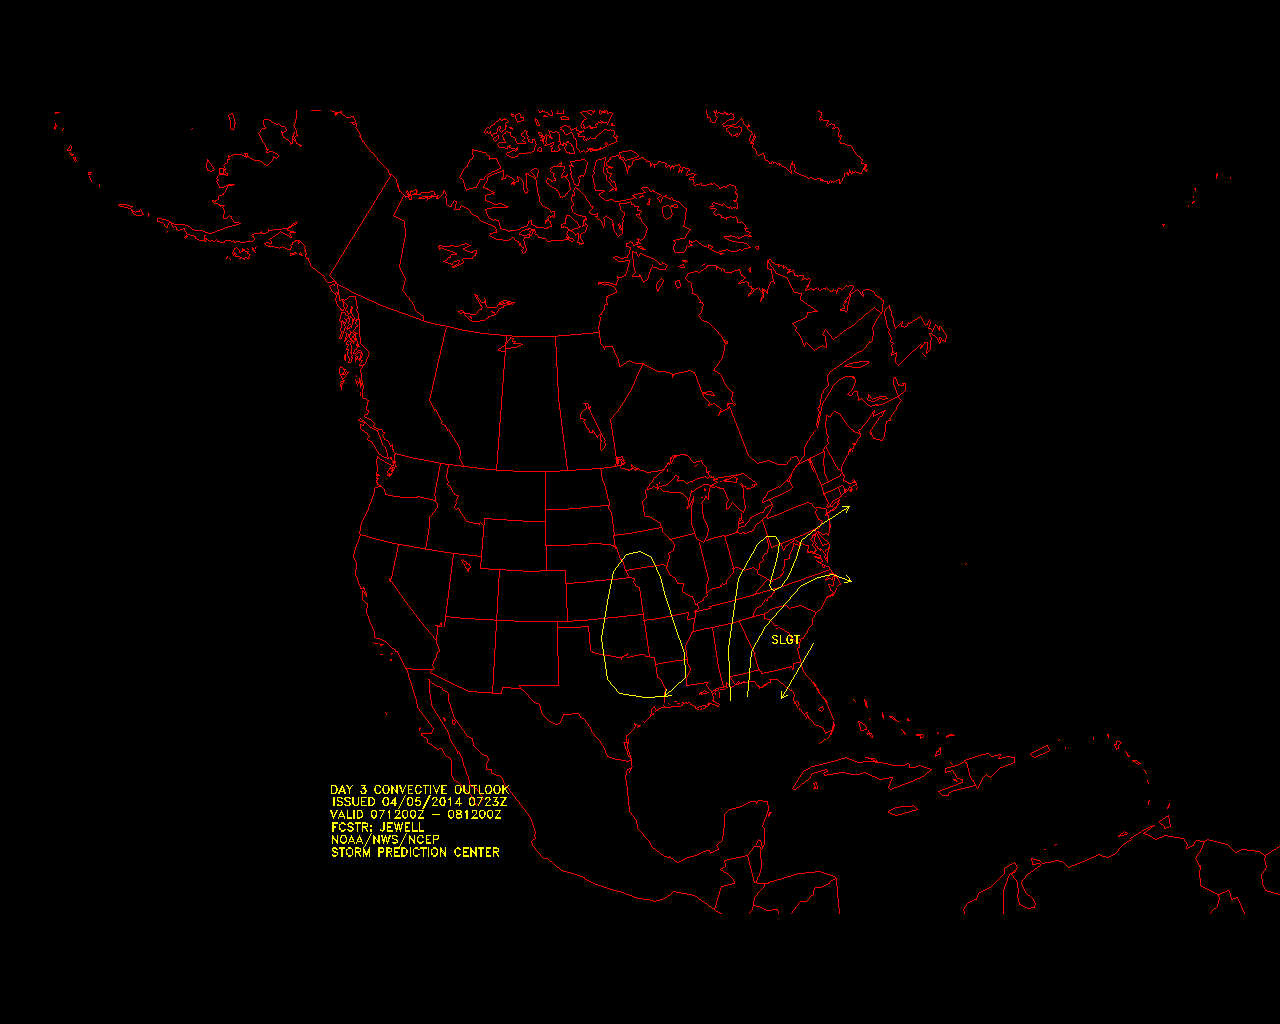 SLGT
DAY 3 CONVECTIVE OUTLOOK
ISSUED 04/05/2014 0723Z
VALID 071200Z - 081200Z
FCSTR: JEWELL
NOAA/NWS/NCEP
STORM PREDICTION CENTER